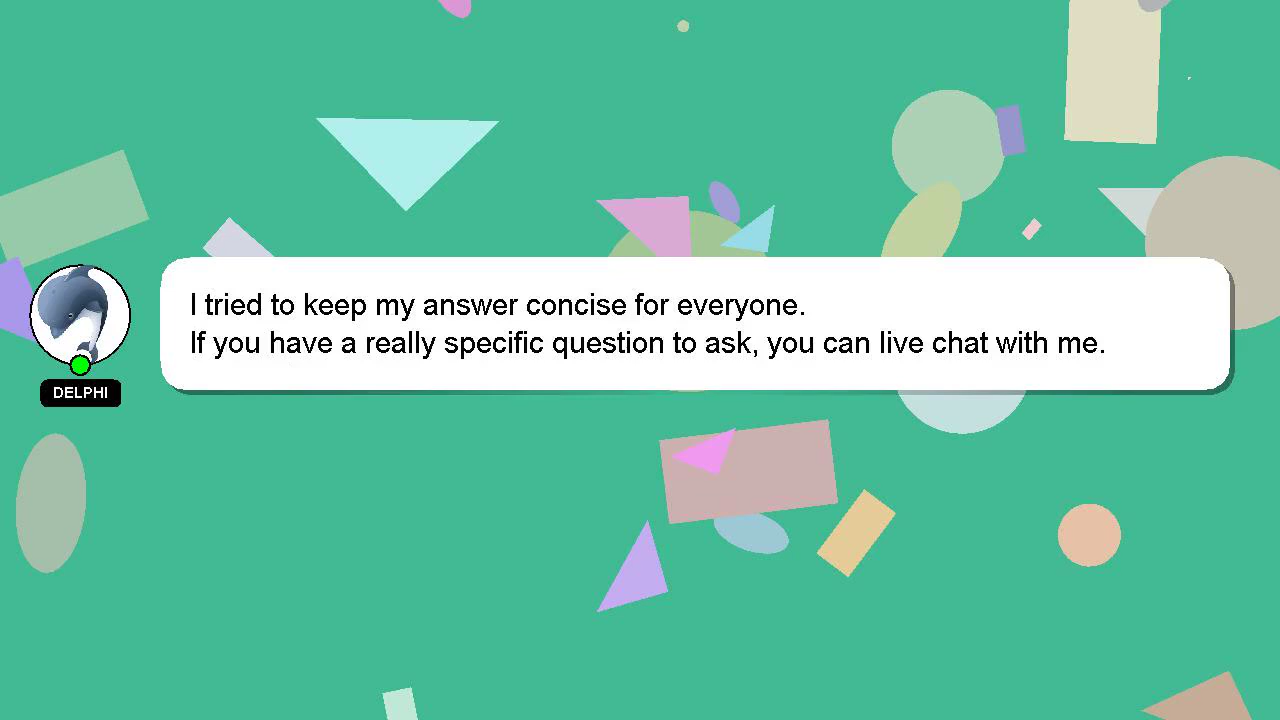 I tried to keep my answer concise for everyone.
If you have a really specific question to ask, you can live chat with me.
DELPHI